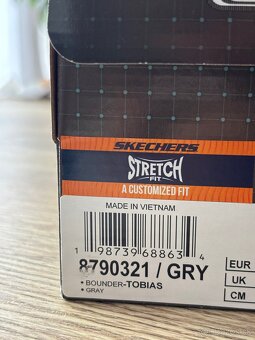 SKECHERS
STRETCH
FIT
A CUSTOMIZED FIT
MADE IN VIETNAM
1 98739 68863 4
8790321 / GRY
• BOUNDER-TOBIAS
• GRAY
EUR
UK
CM